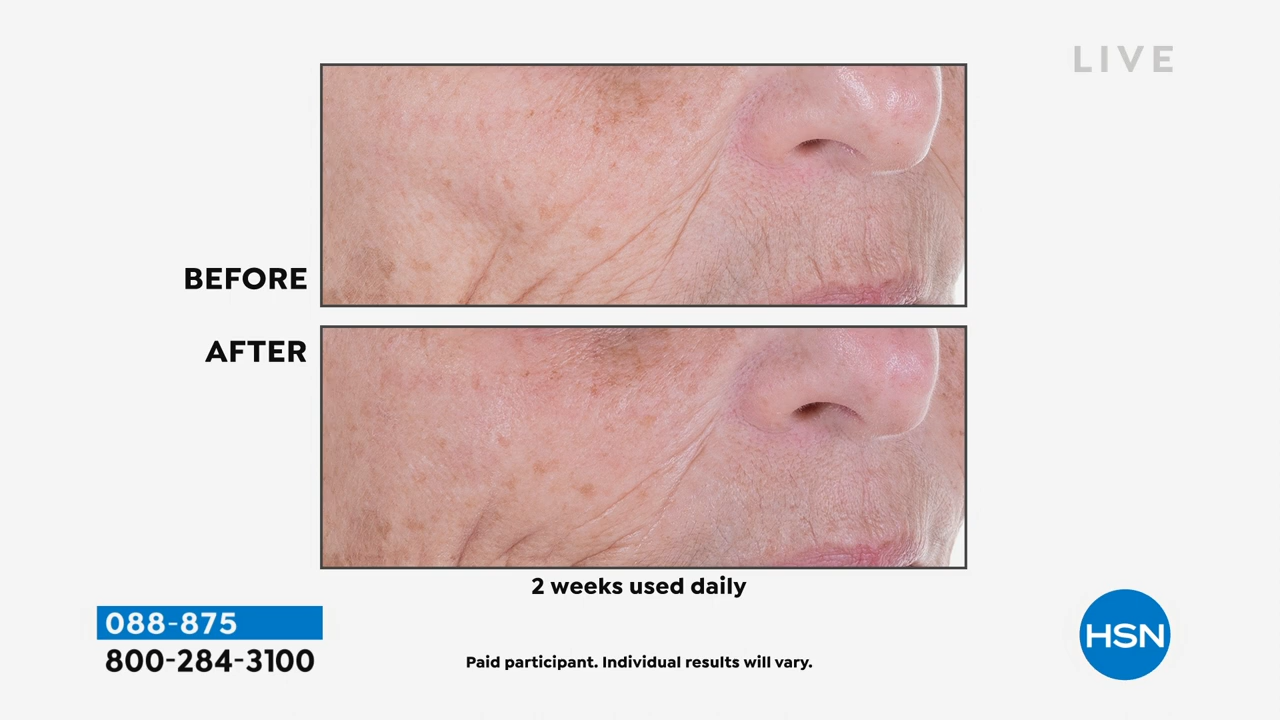 LIVE
BEFORE
AFTER
2 weeks used daily
088-875
800-284-3100
Paid participant. Individual results will vary.
HSN